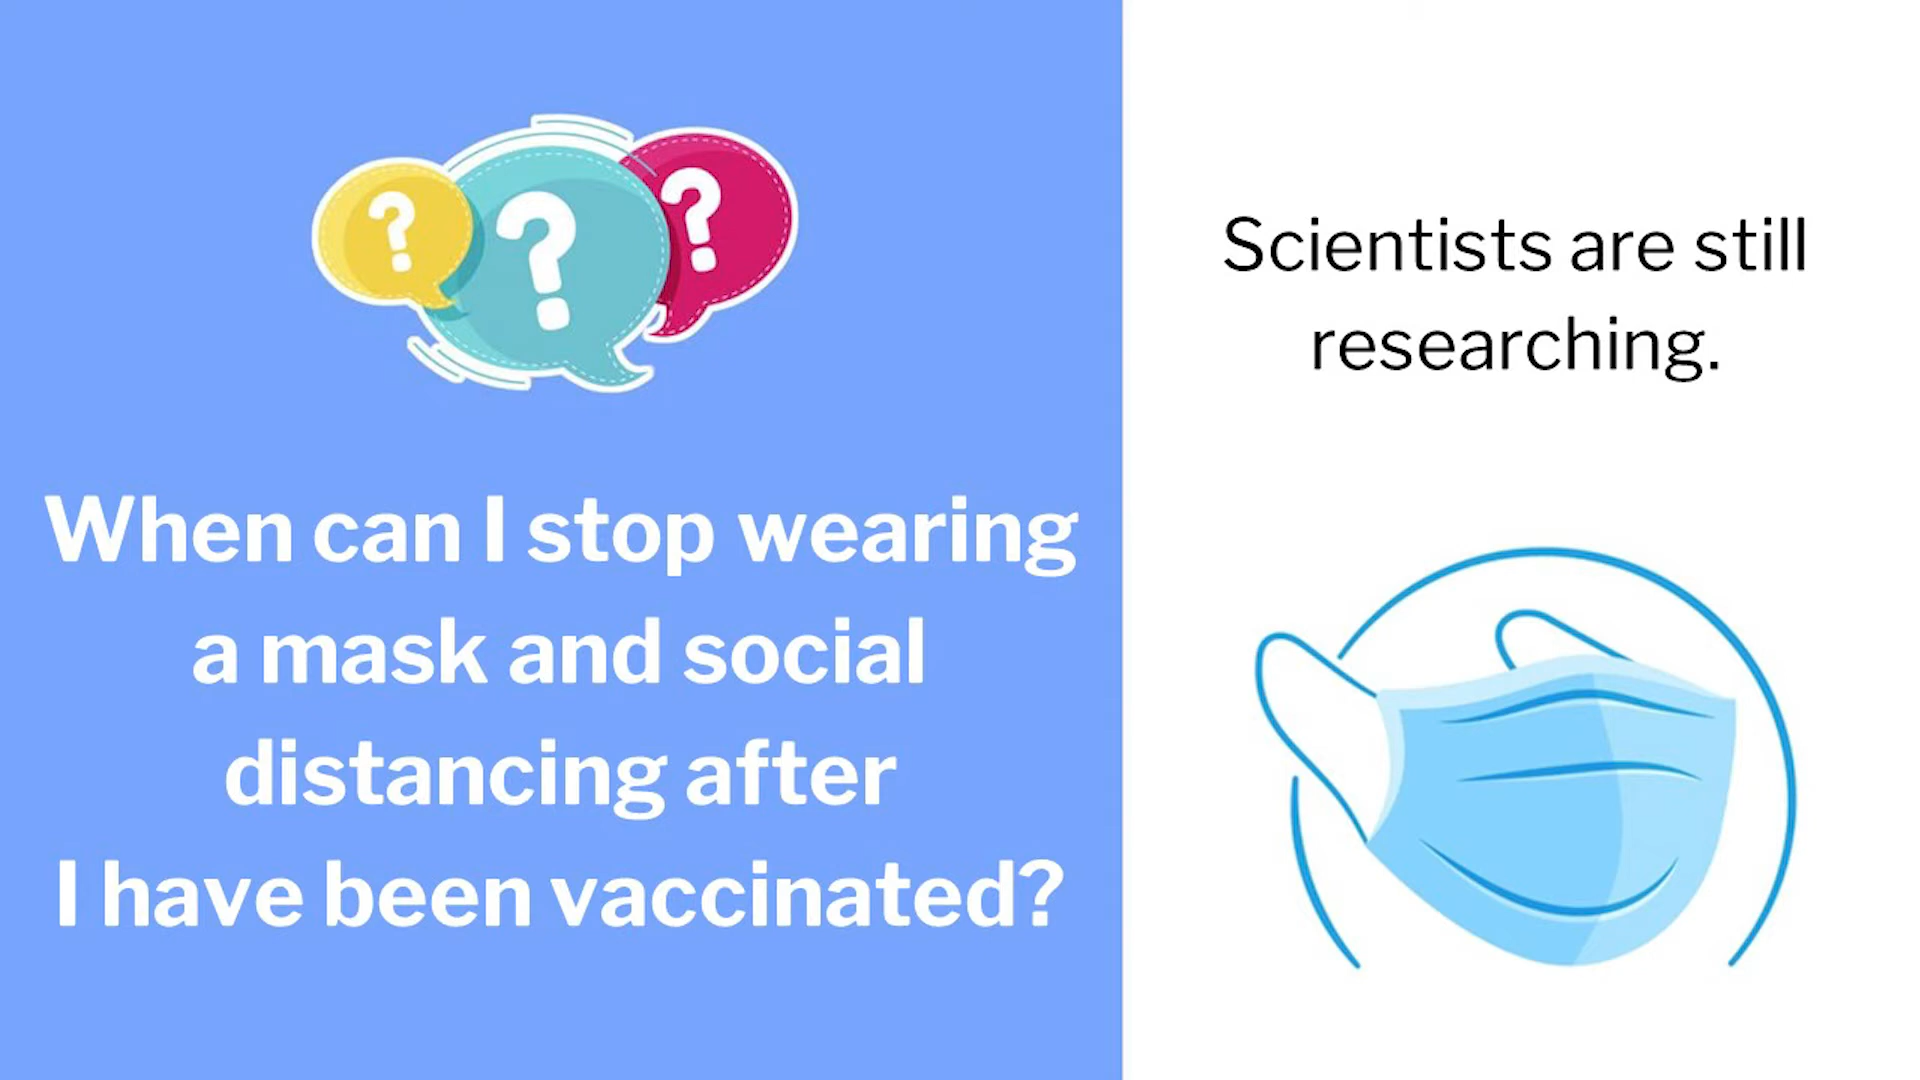 ? ? ?
When can I stop wearing
a mask and social
distancing after
I have been vaccinated?
Scientists are still
researching.